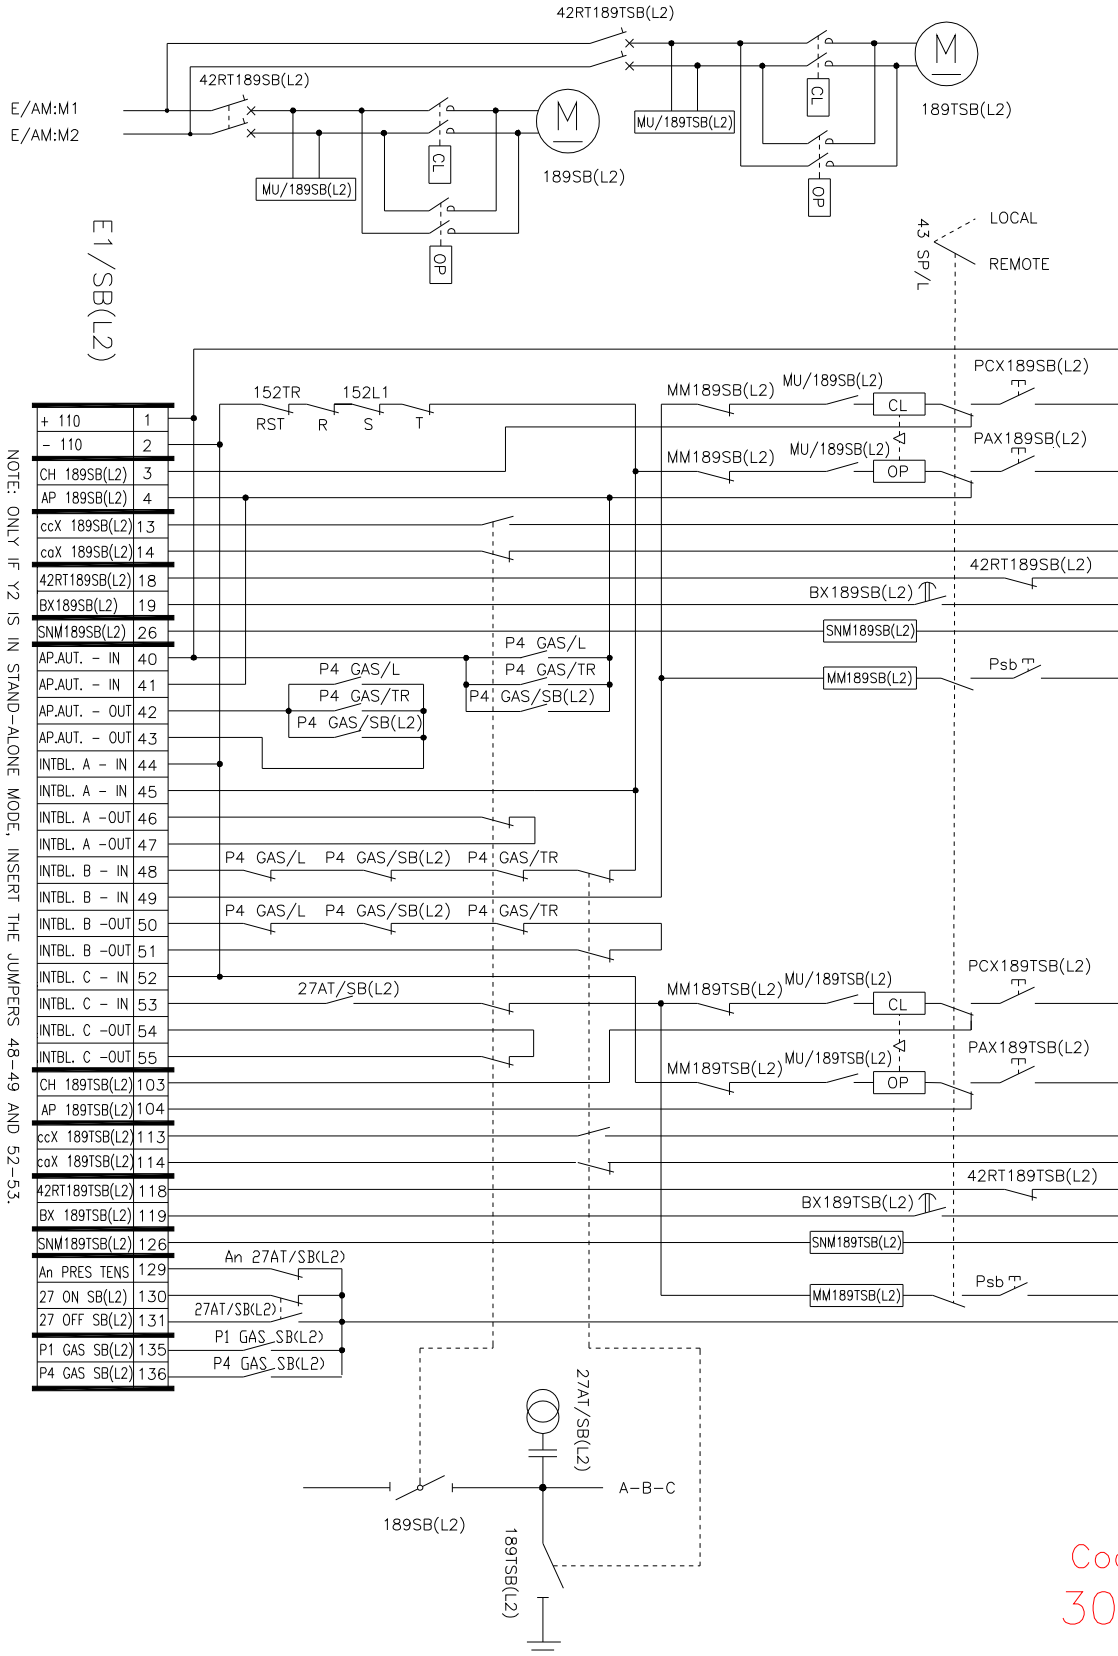 42RT189TSB(L2)
M
189TSB(L2)
CL
MU/189TSB(L2)
OP
42RT189SB(L2)
E/AM:M1
E/AM:M2
M
189SB(L2)
CL
MU/189SB(L2)
OP
E1/SB(L2)
43 SP/L
LOCAL
REMOTE
152TR
RST
R
152L1
S
T
MM189SB(L2)
MU/189SB(L2)
CL
PCX189SB(L2)
MM189SB(L2)
MU/189SB(L2)
OP
PAX189SB(L2)
+ 110 1
- 110 2
CH 189SB(L2) 3
AP 189SB(L2) 4
ccX 189SB(L2) 13
caX 189SB(L2) 14
42RT189SB(L2) 18
BX189SB(L2) 19
SNM189SB(L2) 26
AP.AUT. - IN 40
AP.AUT. - IN 41
AP.AUT. - OUT 42
AP.AUT. - OUT 43
INTBL. A - IN 44
INTBL. A - IN 45
INTBL. A -OUT 46
INTBL. A -OUT 47
INTBL. B - IN 48
INTBL. B - IN 49
INTBL. B -OUT 50
INTBL. B -OUT 51
INTBL. C - IN 52
INTBL. C - IN 53
INTBL. C -OUT 54
INTBL. C -OUT 55
CH 189TSB(L2) 103
AP 189TSB(L2) 104
ccX 189TSB(L2) 113
caX 189TSB(L2) 114
42RT189TSB(L2) 118
BX 189TSB(L2) 119
SNM189TSB(L2) 126
An PRES TENS 129
27 ON SB(L2) 130
27 OFF SB(L2) 131
P1 GAS SB(L2) 135
P4 GAS SB(L2) 136
NOTE: ONLY IF Y2 IS IN STAND-ALONE MODE, INSERT THE JUMPERS 48-49 AND 52-53.
42RT189SB(L2)
BX189SB(L2)
SNM189SB(L2)
MM189SB(L2)
Psb
P4 GAS/L
P4 GAS/TR
P4 GAS/SB(L2)
P4 GAS/L
P4 GAS/TR
P4 GAS/SB(L2)
P4 GAS/L
P4 GAS/SB(L2)
P4 GAS/TR
P4 GAS/L
P4 GAS/SB(L2)
P4 GAS/TR
27AT/SB(L2)
MM189TSB(L2)
MU/189TSB(L2)
CL
PCX189TSB(L2)
MM189TSB(L2)
MU/189TSB(L2)
OP
PAX189TSB(L2)
42RT189TSB(L2)
BX189TSB(L2)
SNM189TSB(L2)
MM189TSB(L2)
Psb
An 27AT/SB(L2)
27AT/SB(L2)
P1 GAS SB(L2)
P4 GAS SB(L2)
27AT/SB(L2)
A-B-C
189SB(L2)
189TSB(L2)
30